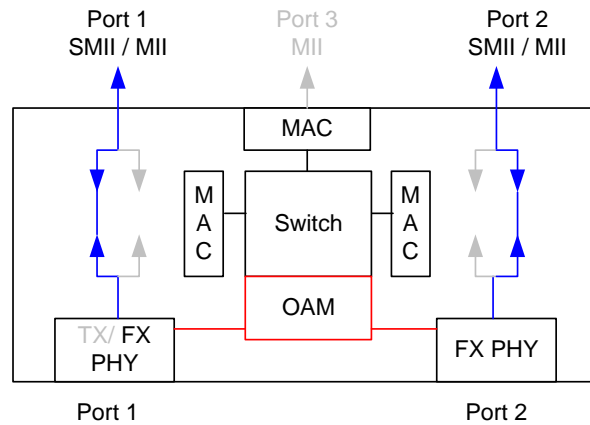 Port 1
SMII / MII
Port 3
MII
Port 2
SMII / MII
MAC
M
A
C
Switch
M
A
C
OAM
TX/ FX
PHY
FX PHY
Port 1
Port 2